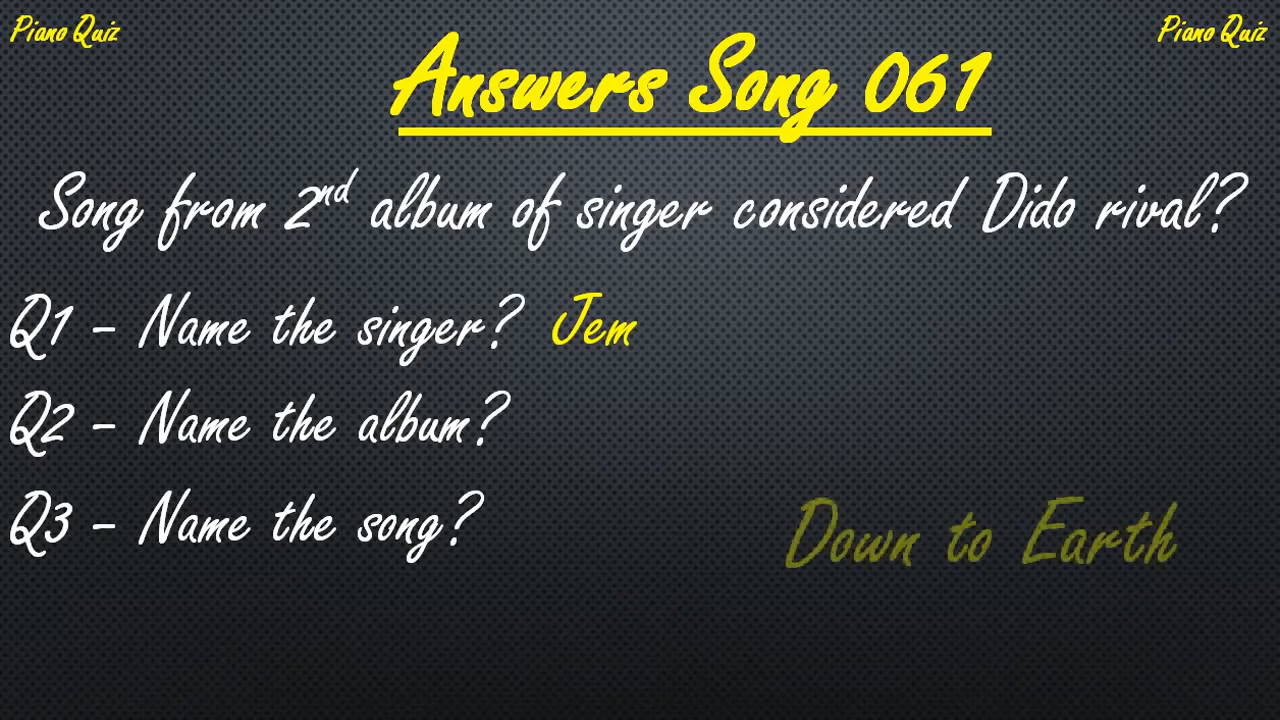 Piano Quiz
Piano Quiz
Answers Song 061
Song from 2nd album of singer considered Dido rival?
Q1 - Name the singer? Jem
Q2 - Name the album?
Q3 - Name the song?
Down to Earth